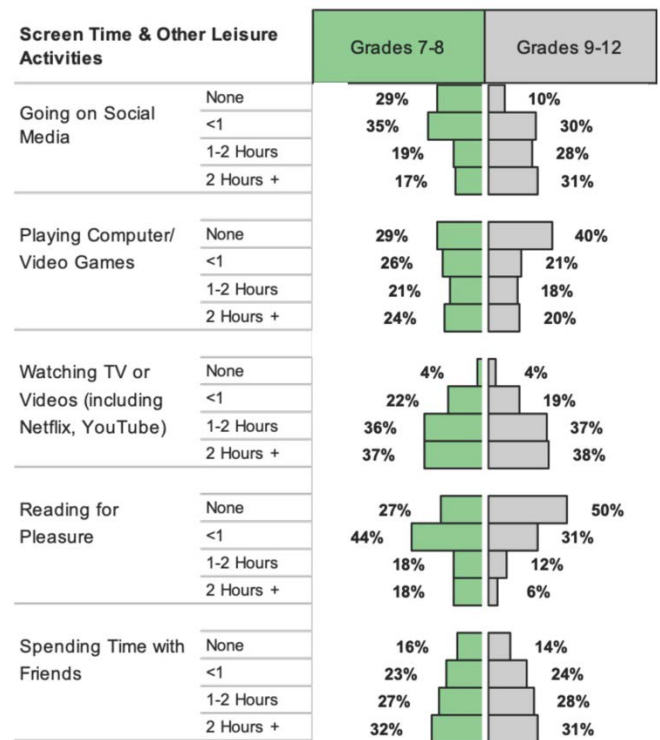 Screen Time & Other Leisure
Activities
Grades 7-8
Grades 9-12
Going on Social
Media
None 29% 10%
<1 35% 30%
1-2 Hours 19% 28%
2 Hours + 17% 31%
Playing Computer/
Video Games
None 29% 40%
<1 26% 21%
1-2 Hours 21% 18%
2 Hours + 24% 20%
Watching TV or
Videos (including
Netflix, YouTube)
None 4% 4%
<1 22% 19%
1-2 Hours 36% 37%
2 Hours + 37% 38%
Reading for
Pleasure
None 27% 50%
<1 44% 31%
1-2 Hours 18% 12%
2 Hours + 18% 6%
Spending Time with
Friends
None 16% 14%
<1 23% 24%
1-2 Hours 27% 28%
2 Hours + 32% 31%